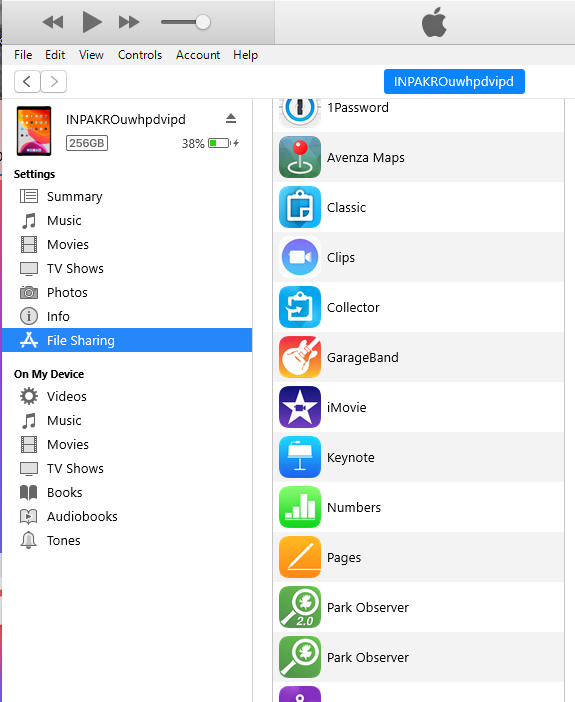 File Edit View Controls Account Help
INPAKROuwhpdvipd
INPAKROuwhpdvipd
256GB 38%
Settings
Summary
Music
Movies
TV Shows
Photos
Info
File Sharing
On My Device
Videos
Music
Movies
TV Shows
Books
Audiobooks
Tones
1Password
Avenza Maps
Classic
Clips
Collector
GarageBand
iMovie
Keynote
Numbers
Pages
2.0 Park Observer
Park Observer